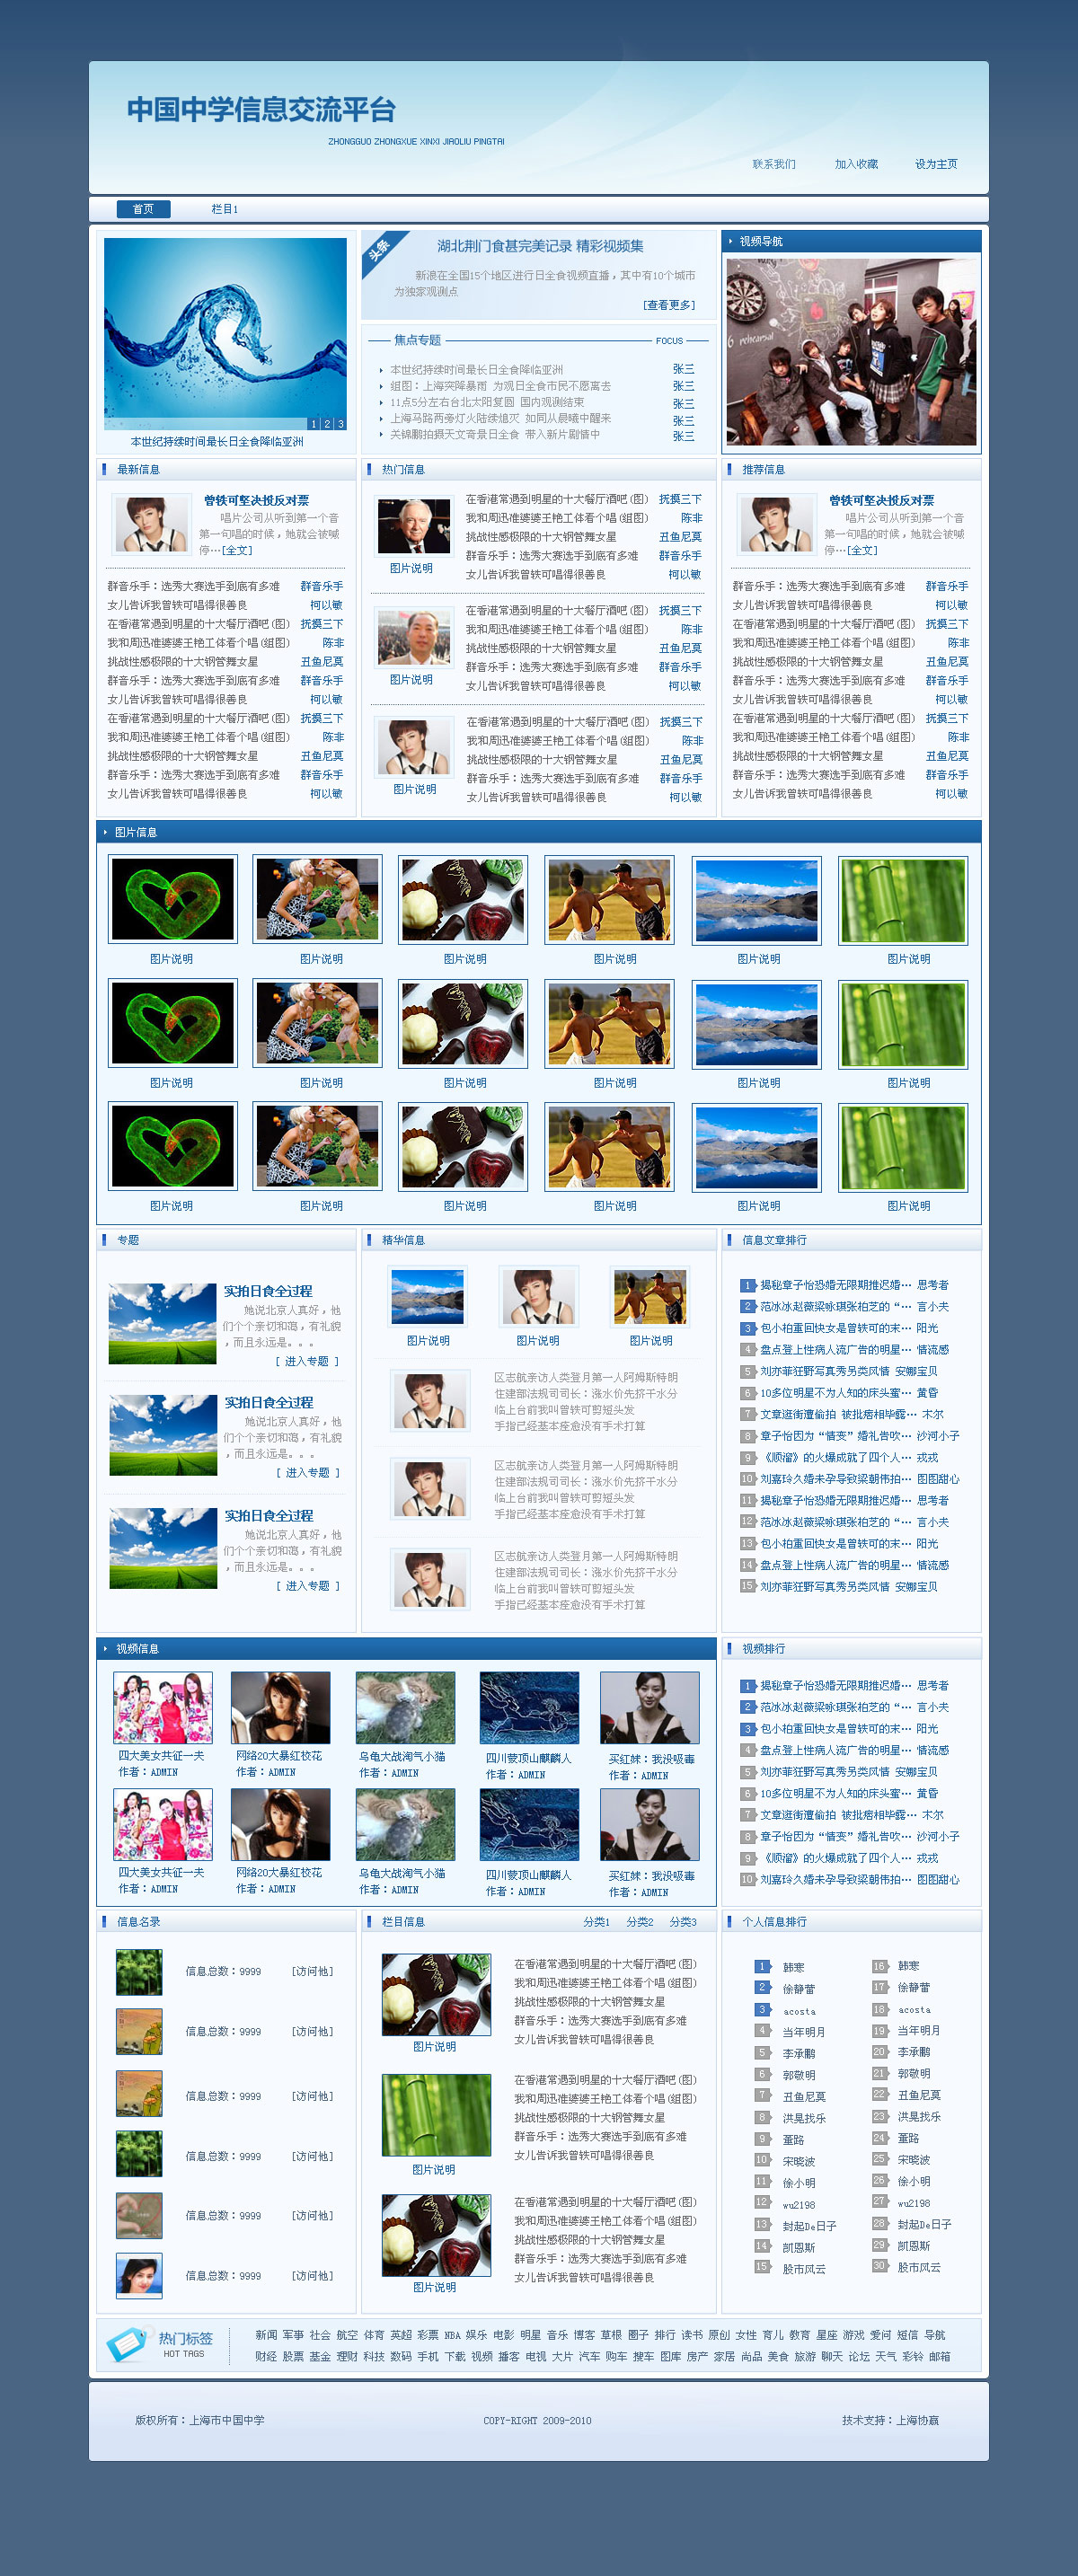 中国中学信息交流平台
ZHONGGUO ZHONGXUE XINXI JIAOLIU PINGTAI
联系我们 加入收藏 设为主页
首页 栏目1
1 2 3
本世纪持续时间最长日全食降临亚洲
头条
湖北荆门食甚完美记录 精彩视频集
新浪在全国15个地区进行日全食视频直播，其中有10个城市
为独家观测点
[查看更多]
焦点专题 FOCUS
本世纪持续时间最长日全食降临亚洲 张三
组图：上海突降暴雨 为观日全食市民不愿离去 张三
11点5分左右台北太阳复圆 国内观测结束 张三
上海马路两旁灯火陆续熄灭 如同从晨曦中醒来 张三
关锦鹏拍摄天文奇景日全食 带入新片剧情中 张三
视频导航
最新信息
曾轶可坚决投反对票
唱片公司从听到第一个音
第一句唱的时候，她就会被喊
停…[全文]
群音乐手：选秀大赛选手到底有多难 群音乐手
女儿告诉我曾轶可唱得很善良 柯以敏
在香港常遇到明星的十大餐厅酒吧(图) 抚摸三下
我和周迅准婆婆王艳工体看个唱(组图) 陈非
挑战性感极限的十大钢管舞女星 丑鱼尼莫
群音乐手：选秀大赛选手到底有多难 群音乐手
女儿告诉我曾轶可唱得很善良 柯以敏
在香港常遇到明星的十大餐厅酒吧(图) 抚摸三下
我和周迅准婆婆王艳工体看个唱(组图) 陈非
挑战性感极限的十大钢管舞女星 丑鱼尼莫
群音乐手：选秀大赛选手到底有多难 群音乐手
女儿告诉我曾轶可唱得很善良 柯以敏
热门信息
在香港常遇到明星的十大餐厅酒吧(图) 抚摸三下
我和周迅准婆婆王艳工体看个唱(组图) 陈非
挑战性感极限的十大钢管舞女星 丑鱼尼莫
群音乐手：选秀大赛选手到底有多难 群音乐手
女儿告诉我曾轶可唱得很善良 柯以敏
图片说明
在香港常遇到明星的十大餐厅酒吧(图) 抚摸三下
我和周迅准婆婆王艳工体看个唱(组图) 陈非
挑战性感极限的十大钢管舞女星 丑鱼尼莫
群音乐手：选秀大赛选手到底有多难 群音乐手
女儿告诉我曾轶可唱得很善良 柯以敏
图片说明
在香港常遇到明星的十大餐厅酒吧(图) 抚摸三下
我和周迅准婆婆王艳工体看个唱(组图) 陈非
挑战性感极限的十大钢管舞女星 丑鱼尼莫
群音乐手：选秀大赛选手到底有多难 群音乐手
女儿告诉我曾轶可唱得很善良 柯以敏
图片说明
推荐信息
曾轶可坚决投反对票
唱片公司从听到第一个音
第一句唱的时候，她就会被喊
停…[全文]
群音乐手：选秀大赛选手到底有多难 群音乐手
女儿告诉我曾轶可唱得很善良 柯以敏
在香港常遇到明星的十大餐厅酒吧(图) 抚摸三下
我和周迅准婆婆王艳工体看个唱(组图) 陈非
挑战性感极限的十大钢管舞女星 丑鱼尼莫
群音乐手：选秀大赛选手到底有多难 群音乐手
女儿告诉我曾轶可唱得很善良 柯以敏
在香港常遇到明星的十大餐厅酒吧(图) 抚摸三下
我和周迅准婆婆王艳工体看个唱(组图) 陈非
挑战性感极限的十大钢管舞女星 丑鱼尼莫
群音乐手：选秀大赛选手到底有多难 群音乐手
女儿告诉我曾轶可唱得很善良 柯以敏
图片信息
图片说明 图片说明 图片说明 图片说明 图片说明 图片说明
图片说明 图片说明 图片说明 图片说明 图片说明 图片说明
图片说明 图片说明 图片说明 图片说明 图片说明 图片说明
专题
实拍日食全过程
她说北京人真好，他
们个个亲切和蔼，有礼貌
，而且永远是。。。
[ 进入专题 ]
实拍日食全过程
她说北京人真好，他
们个个亲切和蔼，有礼貌
，而且永远是。。。
[ 进入专题 ]
实拍日食全过程
她说北京人真好，他
们个个亲切和蔼，有礼貌
，而且永远是。。。
[ 进入专题 ]
精华信息
图片说明 图片说明 图片说明
区志航亲访人类登月第一人阿姆斯特朗
住建部法规司司长：涨水价先挤干水分
临上台前我叫曾轶可剪短头发
手指已经基本痊愈没有手术打算
区志航亲访人类登月第一人阿姆斯特朗
住建部法规司司长：涨水价先挤干水分
临上台前我叫曾轶可剪短头发
手指已经基本痊愈没有手术打算
区志航亲访人类登月第一人阿姆斯特朗
住建部法规司司长：涨水价先挤干水分
临上台前我叫曾轶可剪短头发
手指已经基本痊愈没有手术打算
信息文章排行
1 揭秘章子怡恐婚无限期推迟婚… 思考者
2 范冰冰赵薇梁咏琪张柏芝的“… 言小夫
3 包小柏重回快女是曾轶可的末… 阳光
4 盘点登上性病人流广告的明星… 情流感
5 刘亦菲狂野写真秀另类风情 安娜宝贝
6 10多位明星不为人知的床头蜜… 黄昏
7 文章逛街遭偷拍 被批痞相毕露… 木尔
8 章子怡因为“情变”婚礼告吹… 沙河小子
9 《顺溜》的火爆成就了四个人… 戎戎
10 刘嘉玲久婚未孕导致梁朝伟拍… 图图甜心
11 揭秘章子怡恐婚无限期推迟婚… 思考者
12 范冰冰赵薇梁咏琪张柏芝的“… 言小夫
13 包小柏重回快女是曾轶可的末… 阳光
14 盘点登上性病人流广告的明星… 情流感
15 刘亦菲狂野写真秀另类风情 安娜宝贝
视频信息
四大美女共征一夫 网络20大暴红校花 乌龟大战淘气小猫 四川蒙顶山麒麟人 买红妹：我没吸毒
作者：ADMIN 作者：ADMIN 作者：ADMIN 作者：ADMIN 作者：ADMIN
四大美女共征一夫 网络20大暴红校花 乌龟大战淘气小猫 四川蒙顶山麒麟人 买红妹：我没吸毒
作者：ADMIN 作者：ADMIN 作者：ADMIN 作者：ADMIN 作者：ADMIN
视频排行
1 揭秘章子怡恐婚无限期推迟婚… 思考者
2 范冰冰赵薇梁咏琪张柏芝的“… 言小夫
3 包小柏重回快女是曾轶可的末… 阳光
4 盘点登上性病人流广告的明星… 情流感
5 刘亦菲狂野写真秀另类风情 安娜宝贝
6 10多位明星不为人知的床头蜜… 黄昏
7 文章逛街遭偷拍 被批痞相毕露… 木尔
8 章子怡因为“情变”婚礼告吹… 沙河小子
9 《顺溜》的火爆成就了四个人… 戎戎
10 刘嘉玲久婚未孕导致梁朝伟拍… 图图甜心
信息名录
信息总数：9999 [访问他]
信息总数：9999 [访问他]
信息总数：9999 [访问他]
信息总数：9999 [访问他]
信息总数：9999 [访问他]
信息总数：9999 [访问他]
栏目信息 分类1 分类2 分类3
在香港常遇到明星的十大餐厅酒吧(图)
我和周迅准婆婆王艳工体看个唱(组图)
挑战性感极限的十大钢管舞女星
群音乐手：选秀大赛选手到底有多难
女儿告诉我曾轶可唱得很善良
图片说明
在香港常遇到明星的十大餐厅酒吧(图)
我和周迅准婆婆王艳工体看个唱(组图)
挑战性感极限的十大钢管舞女星
群音乐手：选秀大赛选手到底有多难
女儿告诉我曾轶可唱得很善良
图片说明
在香港常遇到明星的十大餐厅酒吧(图)
我和周迅准婆婆王艳工体看个唱(组图)
挑战性感极限的十大钢管舞女星
群音乐手：选秀大赛选手到底有多难
女儿告诉我曾轶可唱得很善良
图片说明
个人信息排行
1 韩寒 16 韩寒
2 徐静蕾 17 徐静蕾
3 acosta 18 acosta
4 当年明月 19 当年明月
5 李承鹏 20 李承鹏
6 郭敬明 21 郭敬明
7 丑鱼尼莫 22 丑鱼尼莫
8 洪晃找乐 23 洪晃找乐
9 董路 24 董路
10 宋晓波 25 宋晓波
11 徐小明 26 徐小明
12 wu2198 27 wu2198
13 封起De日子 28 封起De日子
14 凯恩斯 29 凯恩斯
15 股市风云 30 股市风云
热门标签
HOT TAGS
新闻 军事 社会 航空 体育 英超 彩票 NBA 娱乐 电影 明星 音乐 博客 草根 圈子 排行 读书 原创 女性 育儿 教育 星座 游戏 爱问 短信 导航
财经 股票 基金 理财 科技 数码 手机 下载 视频 播客 电视 大片 汽车 购车 搜车 图库 房产 家居 尚品 美食 旅游 聊天 论坛 天气 彩铃 邮箱
版权所有：上海市中国中学 COPY-RIGHT 2009-2010 技术支持：上海协赢